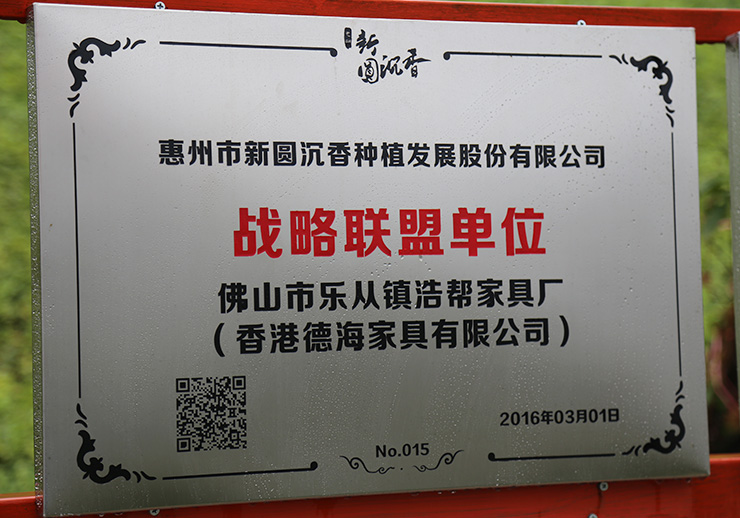 新圆沉香
惠州市新圆沉香种植发展股份有限公司
战略联盟单位
佛山市乐从镇浩帮家具厂
（香港德海家具有限公司）
2016年03月01日
No.015